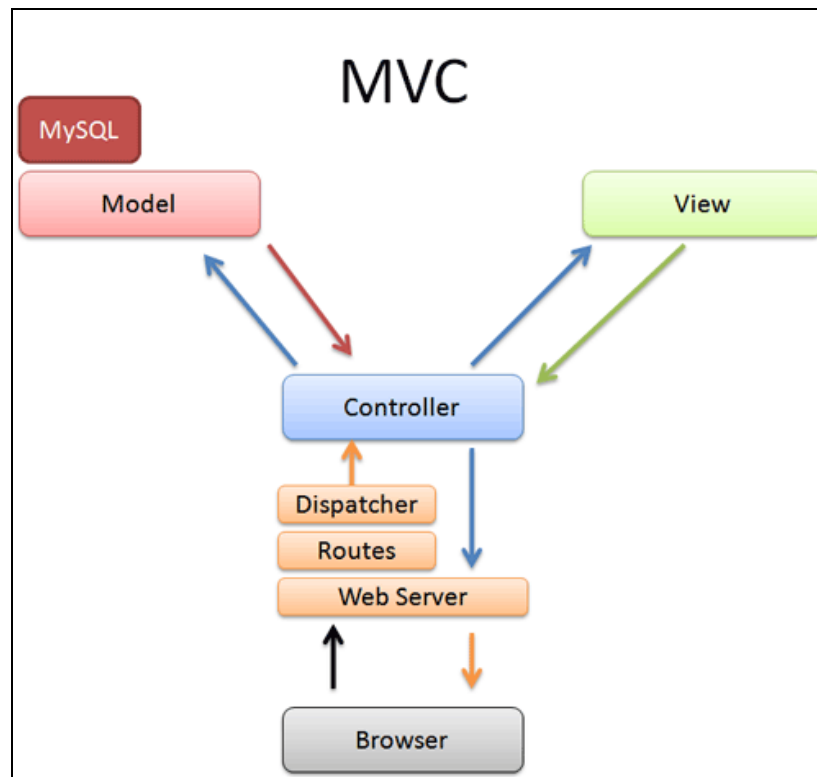 MVC
MySQL
Model
View
Controller
Dispatcher
Routes
Web Server
Browser